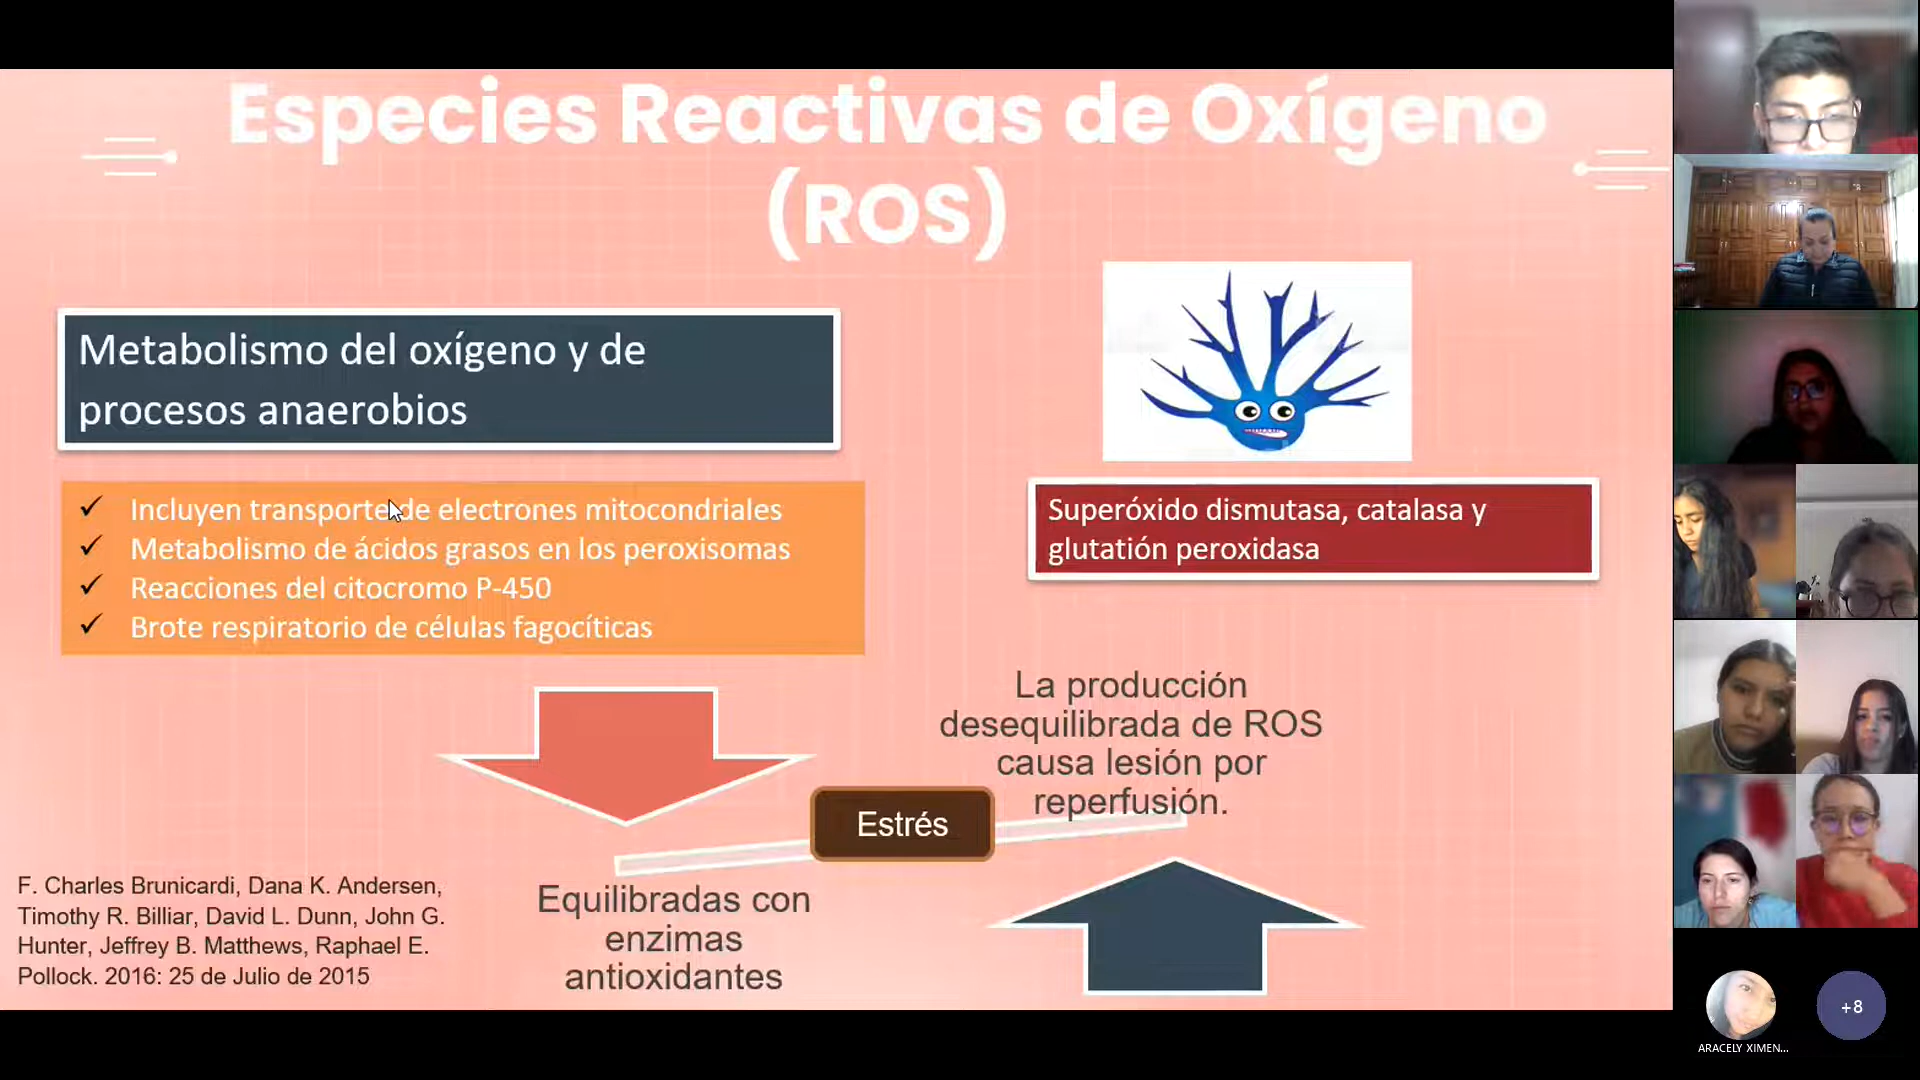 Especies Reactivas de Oxígeno
(ROS)
Metabolismo del oxígeno y de
procesos anaerobios
Incluyen transporte de electrones mitocondriales
Metabolismo de ácidos grasos en los peroxisomas
Reacciones del citocromo P-450
Brote respiratorio de células fagocíticas
Superóxido dismutasa, catalasa y
glutatión peroxidasa
La producción
desequilibrada de ROS
causa lesión por
reperfusión.
Estrés
Equilibradas con
enzimas
antioxidantes
F. Charles Brunicardi, Dana K. Andersen,
Timothy R. Billiar, David L. Dunn, John G.
Hunter, Jeffrey B. Matthews, Raphael E.
Pollock. 2016: 25 de Julio de 2015
+8
ARACELY XIMEN...